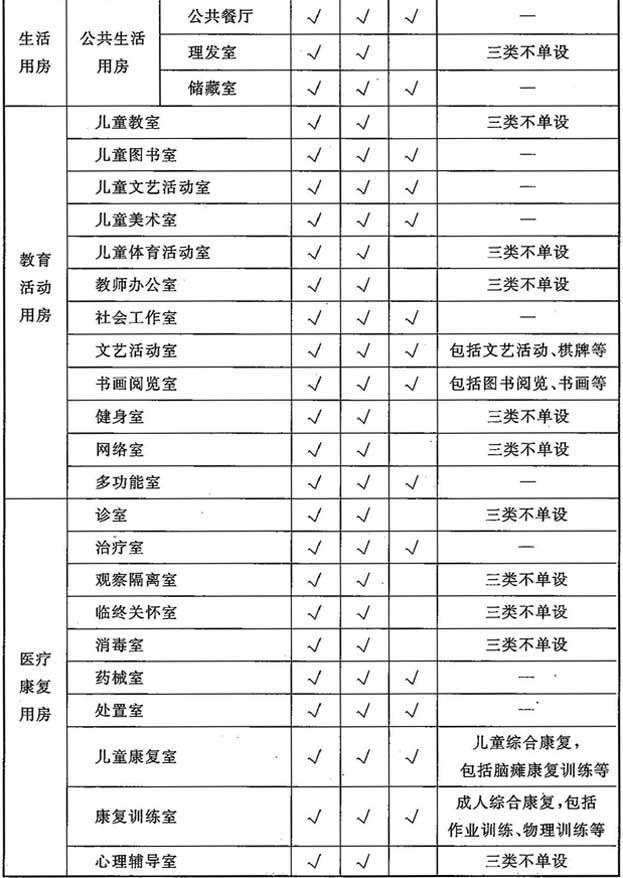 生活
用房
公共生活
用房
公共餐厅 √ √ √ —
理发室 √ √ 三类不单设
储藏室 √ √ √ —
教育
活动
用房
儿童教室 √ √ 三类不单设
儿童图书室 √ √ √ —
儿童文艺活动室 √ √ √ —
儿童美术室 √ √ √ —
儿童体育活动室 √ √ 三类不单设
教师办公室 √ √ 三类不单设
社会工作室 √ √ √ —
文艺活动室 √ √ √ 包括文艺活动、棋牌等
书画阅览室 √ √ √ 包括图书阅览、书画等
健身室 √ √ 三类不单设
网络室 √ √ 三类不单设
多功能室 √ √ √ —
医疗
康复
用房
诊室 √ √ 三类不单设
治疗室 √ √ √ —
观察隔离室 √ √ 三类不单设
临终关怀室 √ √ 三类不单设
消毒室 √ √ 三类不单设
药械室 √ √ √ —
处置室 √ √ √ —
儿童康复室 √ √ √ 儿童综合康复，
包括脑瘫康复训练等
康复训练室 √ √ √ 成人综合康复，包括
作业训练、物理训练等
心理辅导室 √ √ 三类不单设